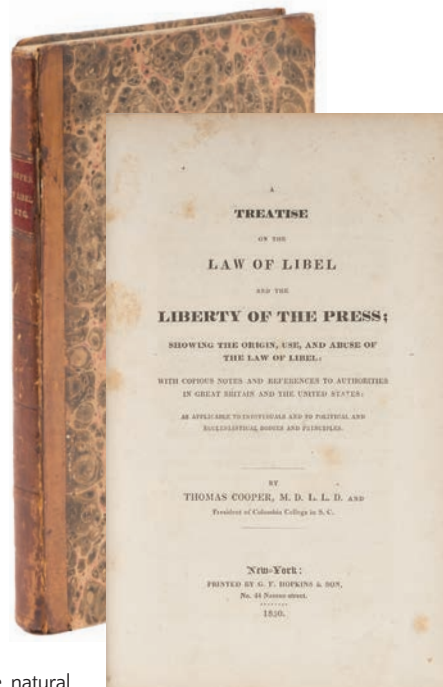 A
TREATISE
ON THE
LAW OF LIBEL
AND THE
LIBERTY OF THE PRESS;
SHOWING THE ORIGIN, USE, AND ABUSE OF
THE LAW OF LIBEL:
WITH COPIOUS NOTES AND REFERENCES TO AUTHORITIES
IN GREAT BRITAIN AND THE UNITED STATES:
AS APPLICABLE TO INDIVIDUALS AND TO POLITICAL AND
ECCLESIASTICAL BODIES AND PRINCIPLES.
BY
THOMAS COOPER, M. D. L. L. D. AND
President of Columbia College in S. C.
New-York:
PRINTED BY G. F. HOPKINS & SON,
No. 44 Nassau street.
1830.
natural